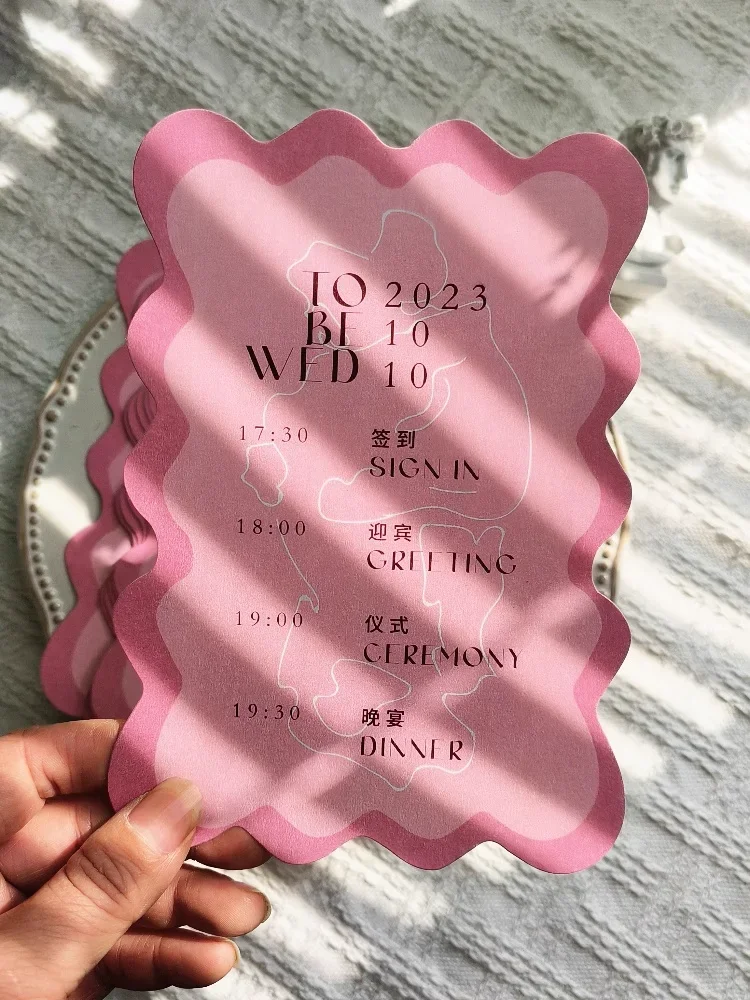 TO 2023
BE 10
WED 10
17:30 签到
SIGN IN
18:00 迎宾
GREETING
19:00 仪式
CEREMONY
19:30 晚宴
DINNER